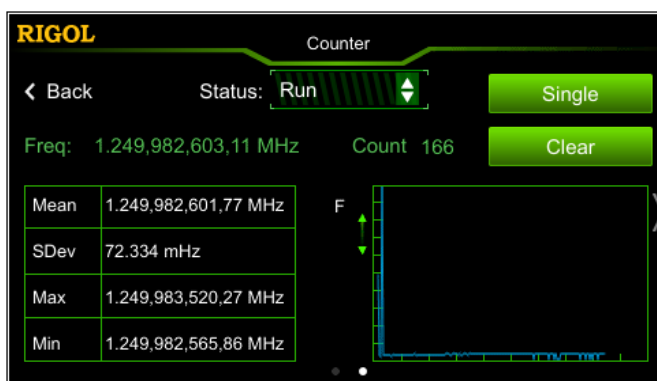 RIGOL
Counter
Back
Status: Run
Single
Freq: 1.249,982,603,11 MHz
Count 166
Clear
Mean 1.249,982,601,77 MHz
SDev 72.334 mHz
Max 1.249,983,520,27 MHz
Min 1.249,982,565,86 MHz
F